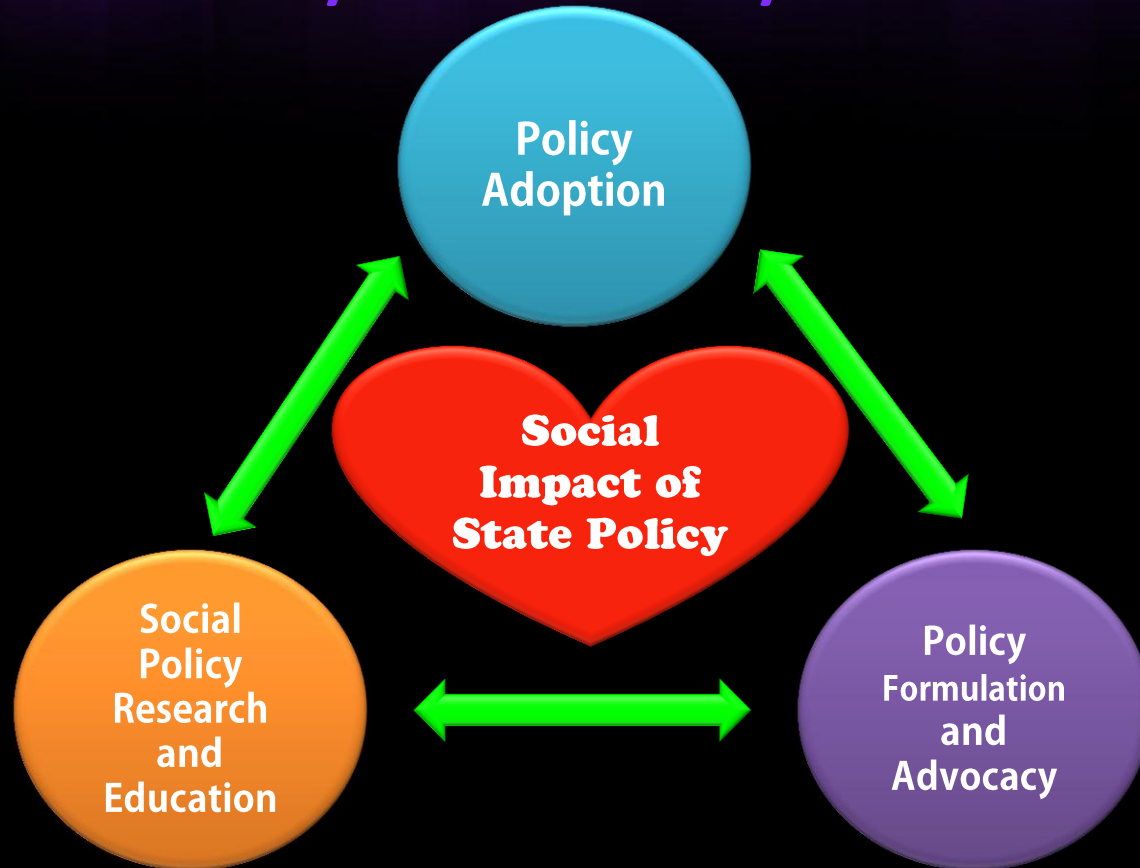 Policy
Adoption
Social
Impact of
State Policy
Social
Policy
Research
and
Education
Policy
Formulation
and
Advocacy